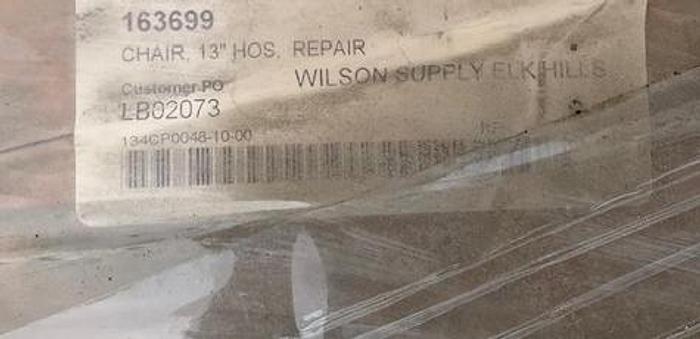 163699
CHAIR, 13" HOS. REPAIR
WILSON SUPPLY ELK HILLS
Customer PO
LB02073
134CP0048-10-00